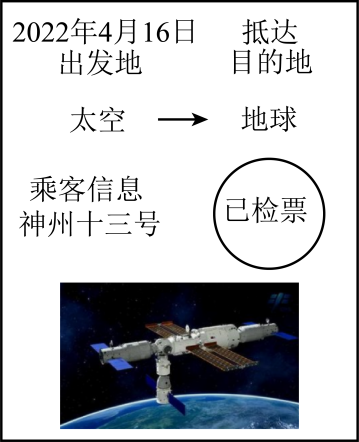 2022年4月16日 抵达
出发地 目的地
太空 地球
乘客信息
神州十三号
已检票